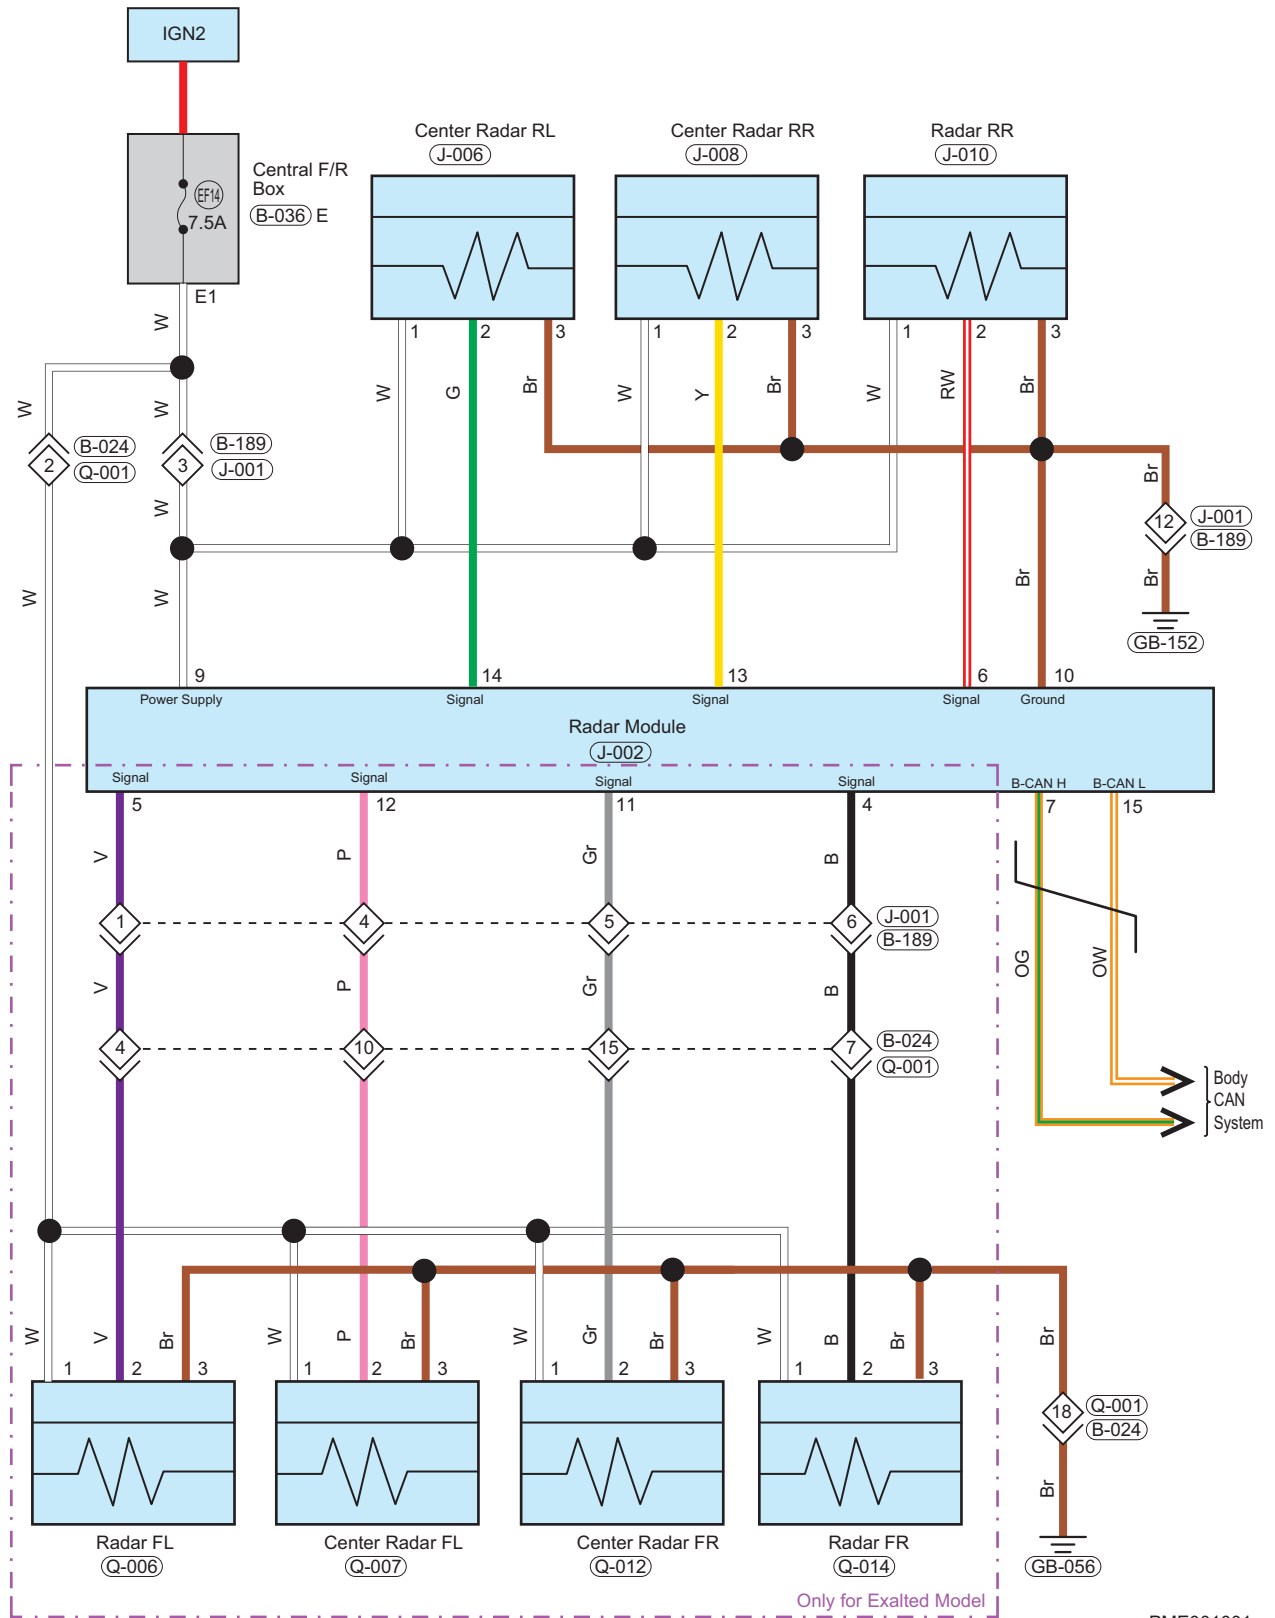 IGN2
Center Radar RL
Center Radar RR
Radar RR
J-006
J-008
J-010
Central F/R
Box
B-036 E
EF14
7.5A
E1
W
1 2 3
1 2 3
1 2 3
W G Br
W Y Br
W RW Br
W W
2 B-024
Q-001
3 B-189
J-001
W
Br
12 J-001
B-189
W W
Br Br
GB-152
9 14 13 6 10
Power Supply Signal Signal Signal Ground
Radar Module
J-002
Signal Signal Signal Signal B-CAN H B-CAN L
5 12 11 4 7 15
V P Gr B
1 4 5 6 J-001
B-189
OG OW
V P Gr B
4 10 15 7 B-024
Q-001
Body
CAN
System
W V Br
W P Br
W Gr Br
W B Br
Br
1 2 3
1 2 3
1 2 3
1 2 3
18 Q-001
B-024
Br
Radar FL
Center Radar FL
Center Radar FR
Radar FR
Q-006
Q-007
Q-012
Q-014
GB-056
Only for Exalted Model